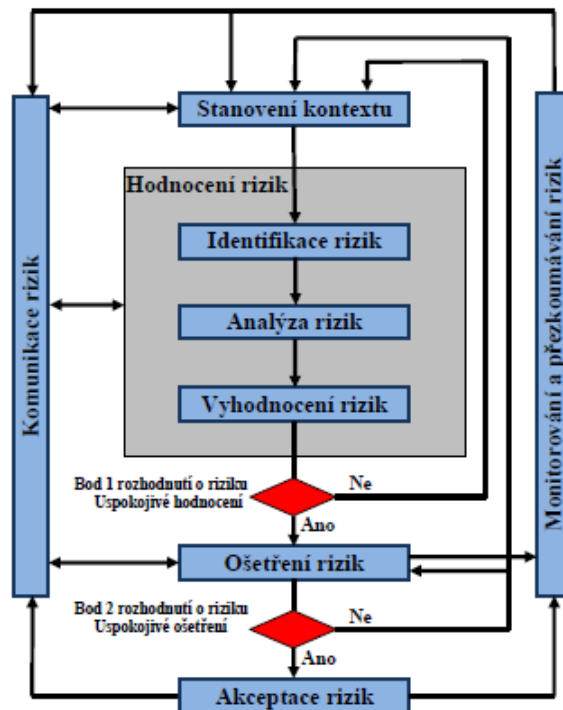 Stanovení kontextu
Hodnocení rizik
Identifikace rizik
Analýza rizik
Vyhodnocení rizik
Bod 1 rozhodnutí o riziku
Uspokojivé hodnocení
Ne
Ano
Ošetření rizik
Bod 2 rozhodnutí o riziku
Uspokojivé ošetření
Ne
Ano
Akceptace rizik
Komunikace rizik
Monitorování a přezkoumávání rizik